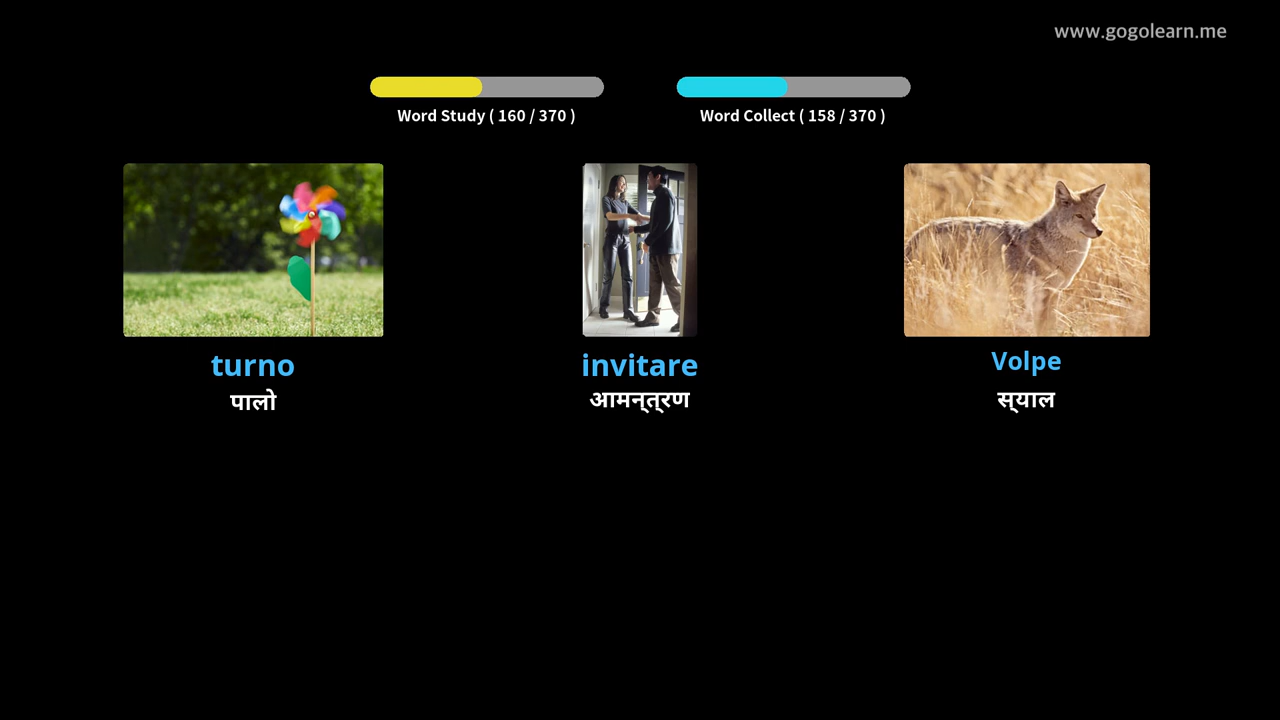 www.gogolearn.me
Word Study ( 160 / 370 )
Word Collect ( 158 / 370 )
turno
invitare
Volpe
पालो
आमन्त्रण
स्याल